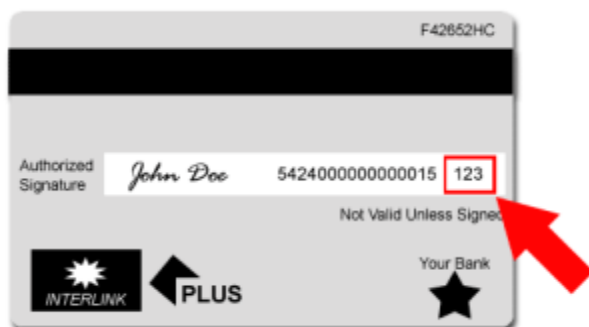 F42652HC
Authorized
Signature
John Doe 5424000000000015 123
Not Valid Unless Signed
INTERLINK
PLUS
Your Bank